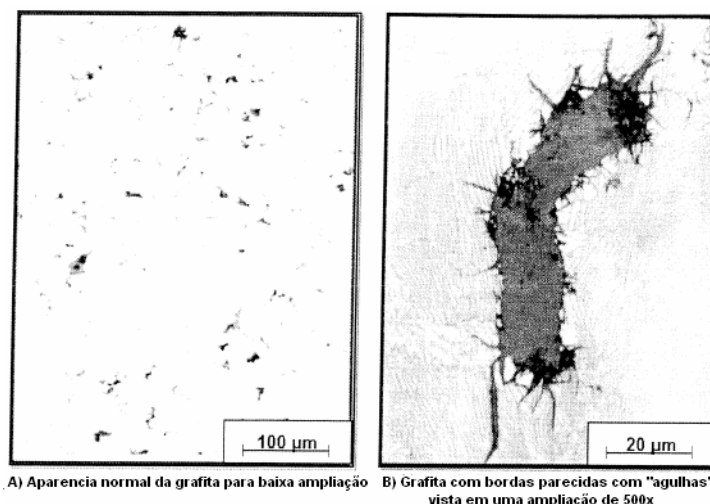 100 µm
20 µm
A) Aparencia normal da grafita para baixa ampliação
B) Grafita com bordas parecidas com "agulhas"
vista em uma ampliação de 500x